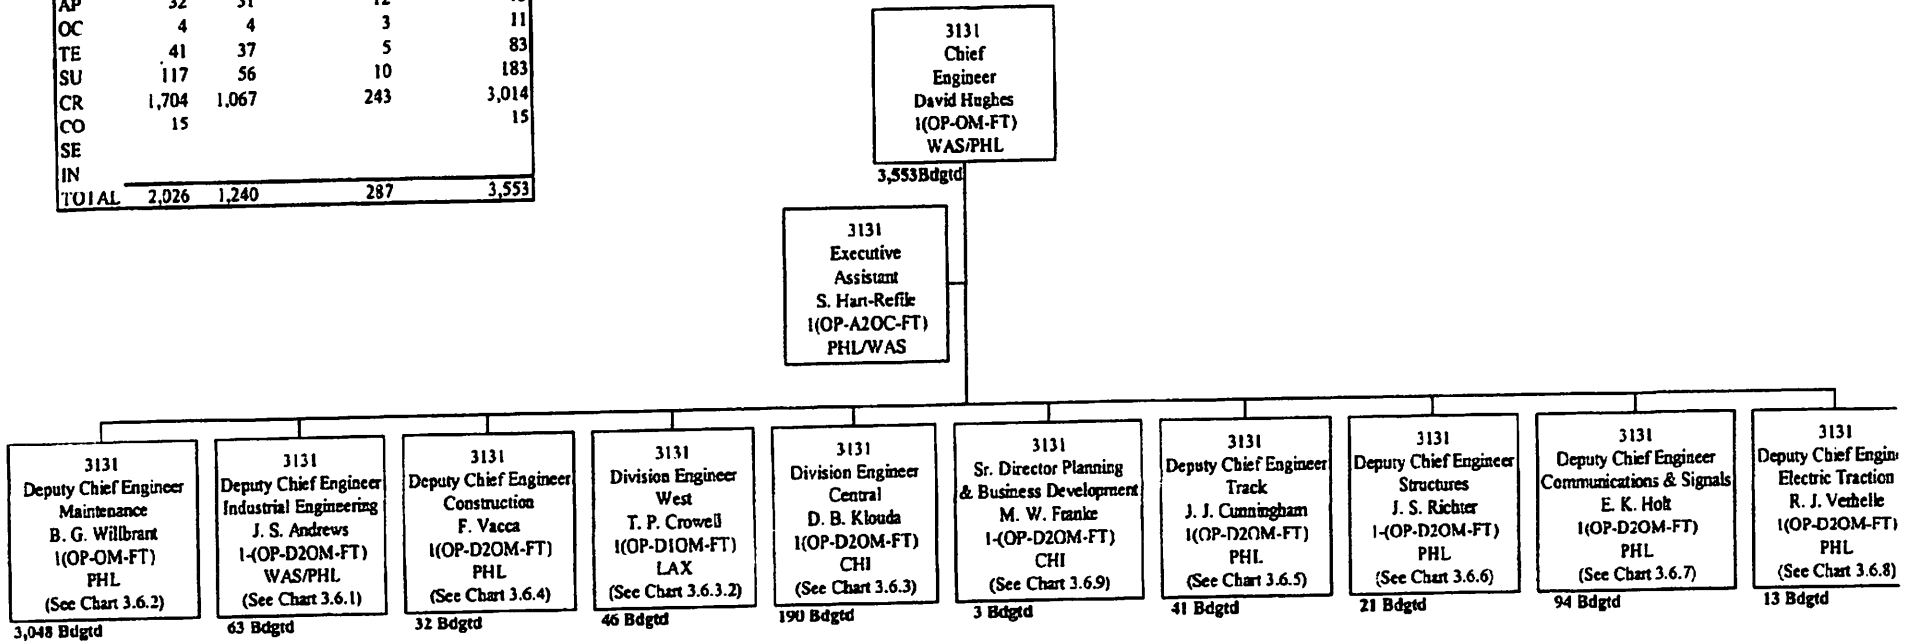 AP 32 31 12
OC 4 4 3 11
TE 41 37 5 83
SU 117 56 10 183
CR 1,704 1,067 243 3,014
CO 15 15
SE
IN
TOTAL 2,026 1,240 287 3,553
3131
Chief
Engineer
David Hughes
1(OP-OM-FT)
WAS/PHL
3,553Bdgtd
3131
Executive
Assistant
S. Hart-Refile
1(OP-A2OC-FT)
PHL/WAS
3131
Deputy Chief Engineer
Maintenance
B. G. Willbrant
1(OP-OM-FT)
PHL
(See Chart 3.6.2)
3,048 Bdgtd
3131
Deputy Chief Engineer
Industrial Engineering
J. S. Andrews
1-(OP-D2OM-FT)
WAS/PHL
(See Chart 3.6.1)
63 Bdgtd
3131
Deputy Chief Engineer
Construction
F. Vacca
1(OP-D2OM-FT)
PHL
(See Chart 3.6.4)
32 Bdgtd
3131
Division Engineer
West
T. P. Crowell
1(OP-D1OM-FT)
LAX
(See Chart 3.6.3.2)
46 Bdgtd
3131
Division Engineer
Central
D. B. Klouda
1(OP-D2OM-FT)
CHI
(See Chart 3.6.3)
190 Bdgtd
3131
Sr. Director Planning
& Business Development
M. W. Franke
1-(OP-D2OM-FT)
CHI
(See Chart 3.6.9)
3 Bdgtd
3131
Deputy Chief Engineer
Track
J. J. Cunningham
1(OP-D2OM-FT)
PHL
(See Chart 3.6.5)
41 Bdgtd
3131
Deputy Chief Engineer
Structures
J. S. Richter
1-(OP-D2OM-FT)
PHL
(See Chart 3.6.6)
21 Bdgtd
3131
Deputy Chief Engineer
Communications & Signals
E. K. Holt
1(OP-D2OM-FT)
PHL
(See Chart 3.6.7)
94 Bdgtd
3131
Deputy Chief Engine
Electric Traction
R. J. Verhelle
1(OP-D2OM-FT)
PHL
(See Chart 3.6.8)
13 Bdgtd